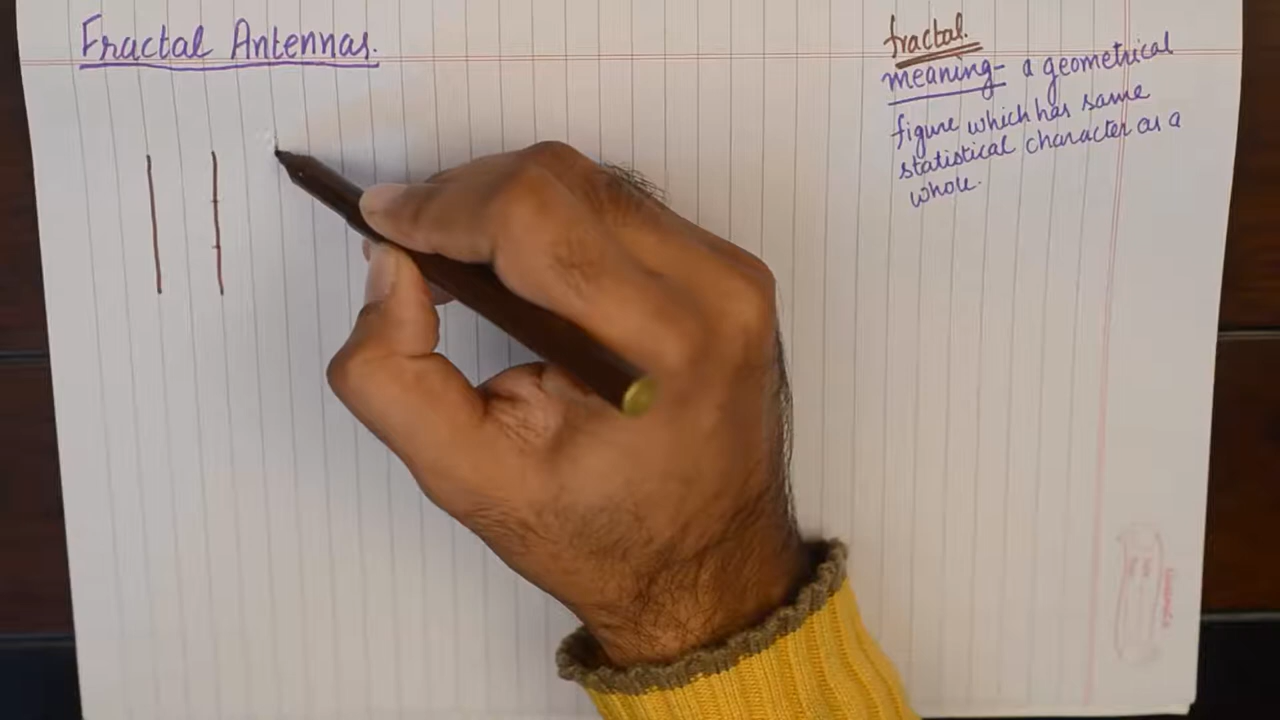 Fractal Antennas.
fractal.
meaning- a geometrical
figure which has same
statistical character as a
whole.